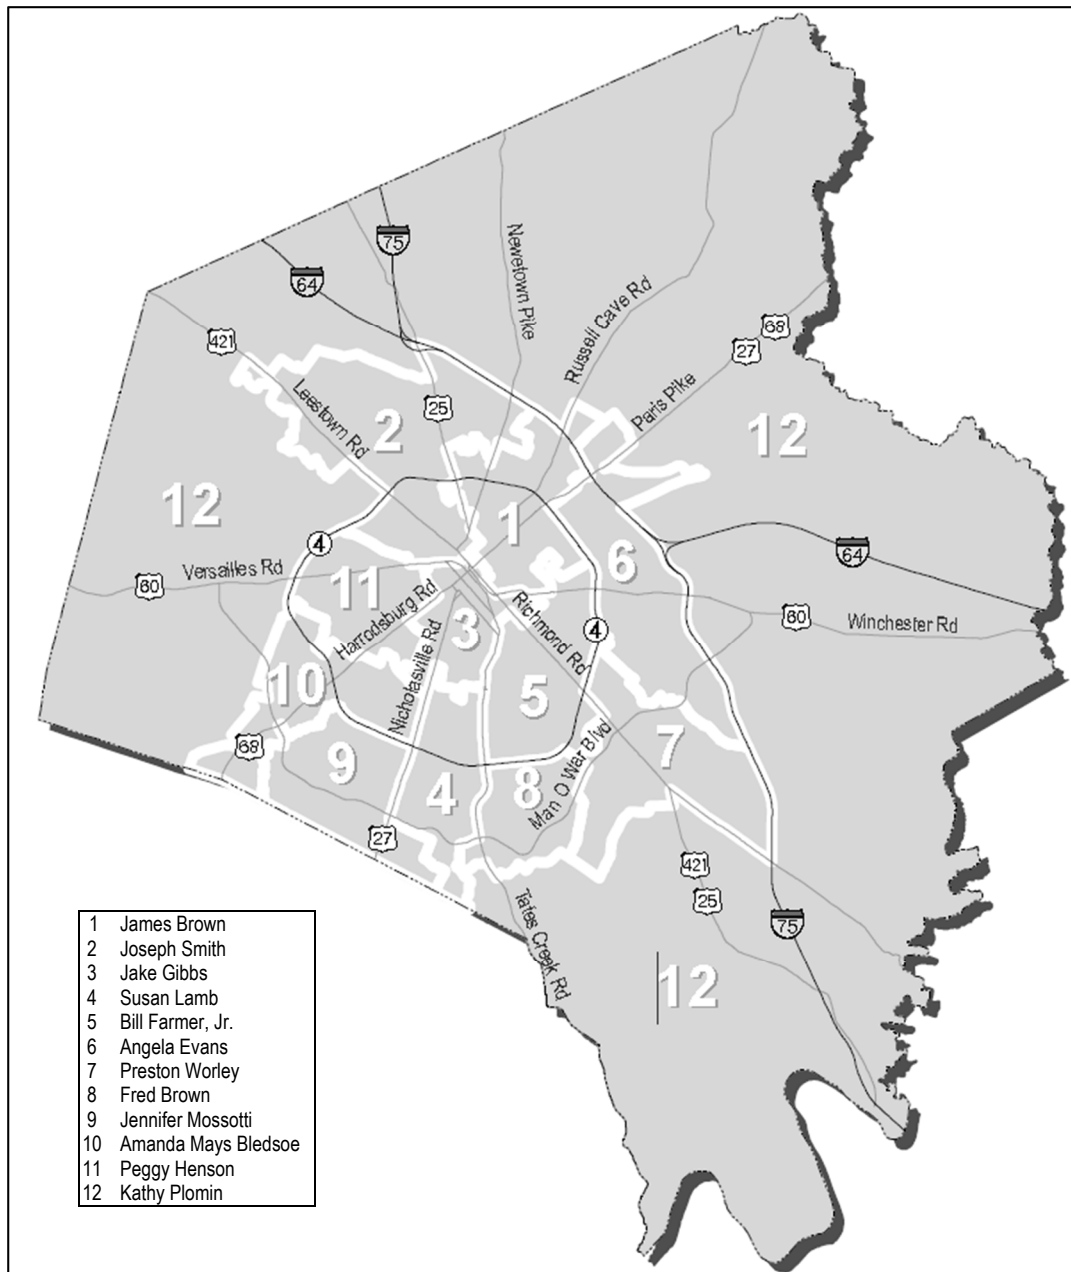 75
64
Newetown Pike
Russell Cave Rd
68
27
421
Paris Pike
Leestown Rd
25
2
12
12
1
4
6
64
60
Versailles Rd
11
Harrodsburg Rd
Richmond Rd
3
4
60
Winchester Rd
Nicholasville Rd
10
5
68
9
7
4
8
Man O War Blvd
27
421
25
Tates Creek Rd
75
12
1 James Brown
2 Joseph Smith
3 Jake Gibbs
4 Susan Lamb
5 Bill Farmer, Jr.
6 Angela Evans
7 Preston Worley
8 Fred Brown
9 Jennifer Mossotti
10 Amanda Mays Bledsoe
11 Peggy Henson
12 Kathy Plomin